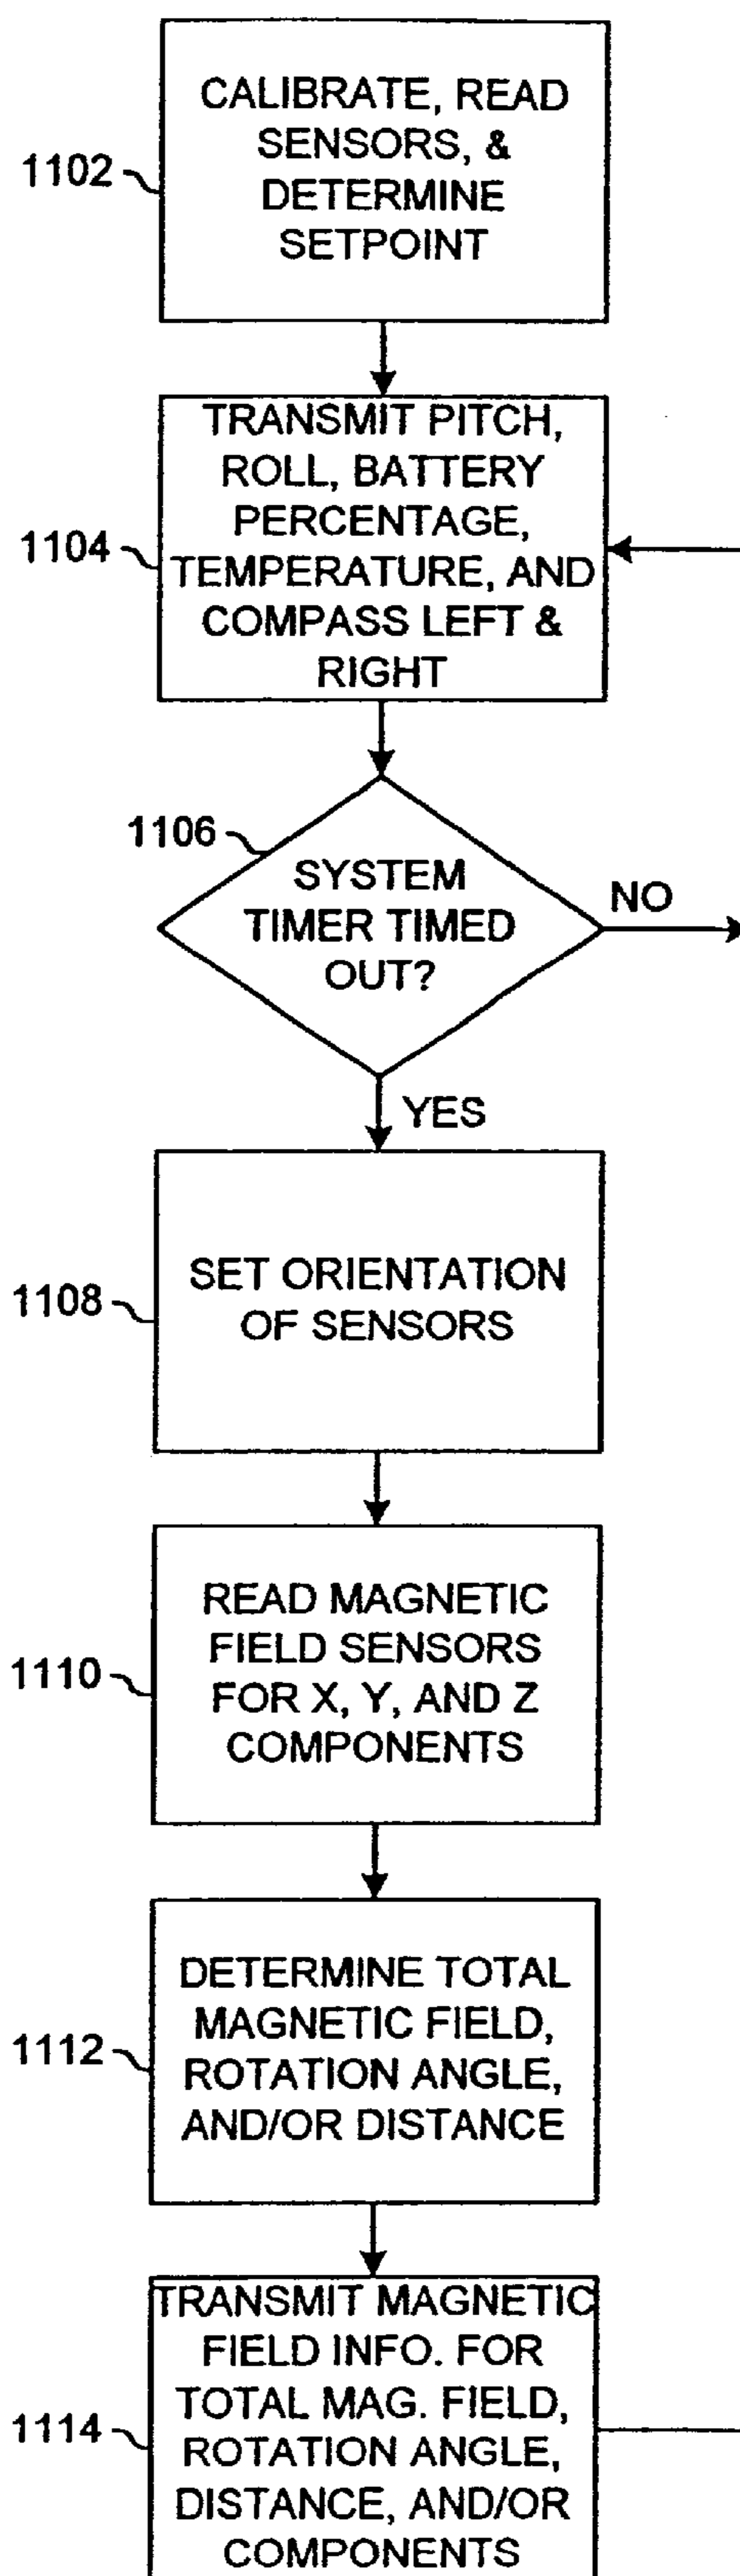 CALIBRATE, READ
SENSORS, &
DETERMINE
SETPOINT
1102
TRANSMIT PITCH,
ROLL, BATTERY
PERCENTAGE,
TEMPERATURE, AND
COMPASS LEFT &
RIGHT
1104
1106
SYSTEM
TIMER TIMED
OUT?
NO
YES
SET ORIENTATION
OF SENSORS
1108
READ MAGNETIC
FIELD SENSORS
FOR X, Y, AND Z
COMPONENTS
1110
DETERMINE TOTAL
MAGNETIC FIELD,
ROTATION ANGLE,
AND/OR DISTANCE
1112
TRANSMIT MAGNETIC
FIELD INFO. FOR
TOTAL MAG. FIELD,
ROTATION ANGLE,
DISTANCE, AND/OR
COMPONENTS
1114